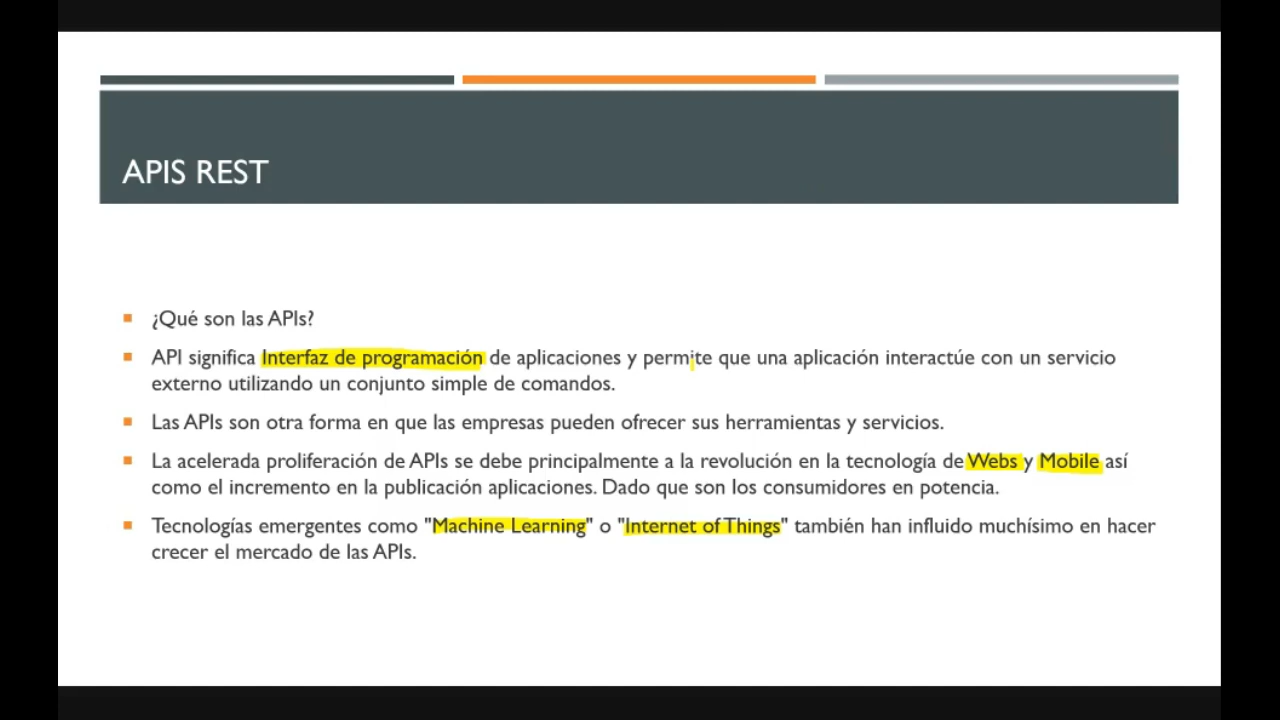 APIS REST
¿Qué son las APIs?
API significa Interfaz de programación de aplicaciones y permite que una aplicación interactúe con un servicio
externo utilizando un conjunto simple de comandos.
Las APIs son otra forma en que las empresas pueden ofrecer sus herramientas y servicios.
La acelerada proliferación de APIs se debe principalmente a la revolución en la tecnología de Webs y Mobile así
como el incremento en la publicación aplicaciones. Dado que son los consumidores en potencia.
Tecnologías emergentes como "Machine Learning" o "Internet of Things" también han influido muchísimo en hacer
crecer el mercado de las APIs.